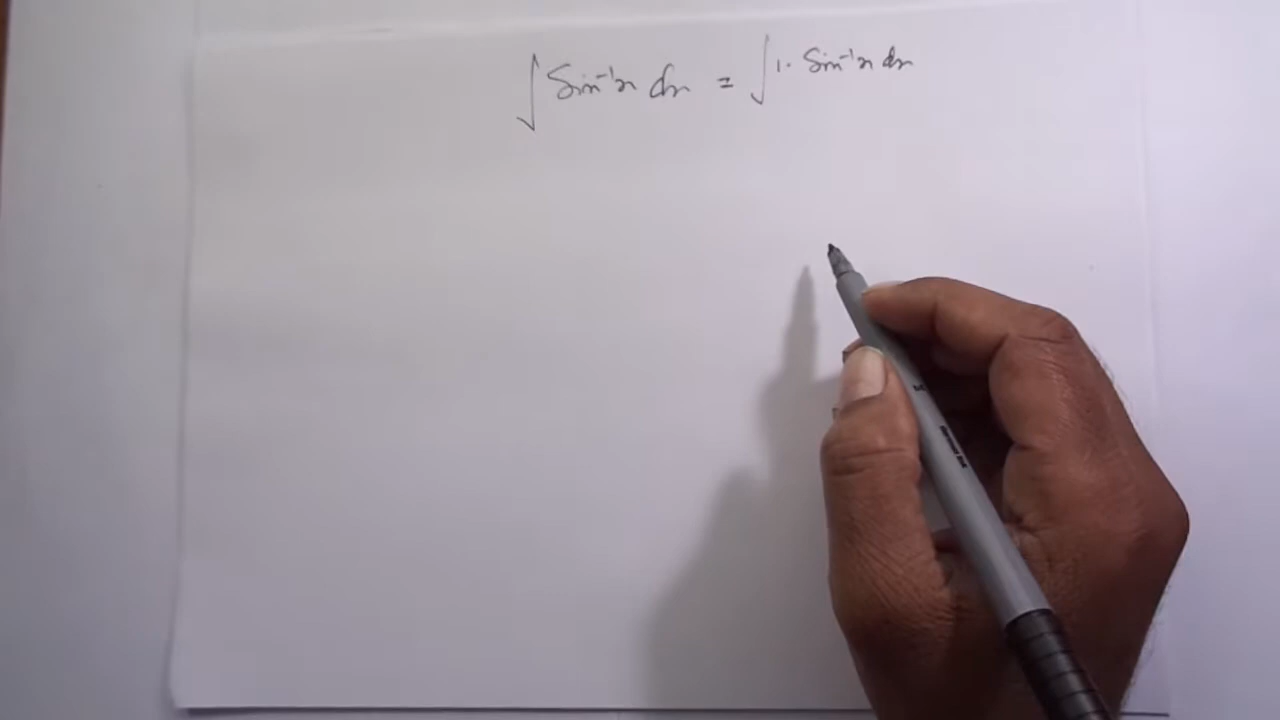 ∫ Sin⁻¹x dx = ∫ 1. Sin⁻¹x dx